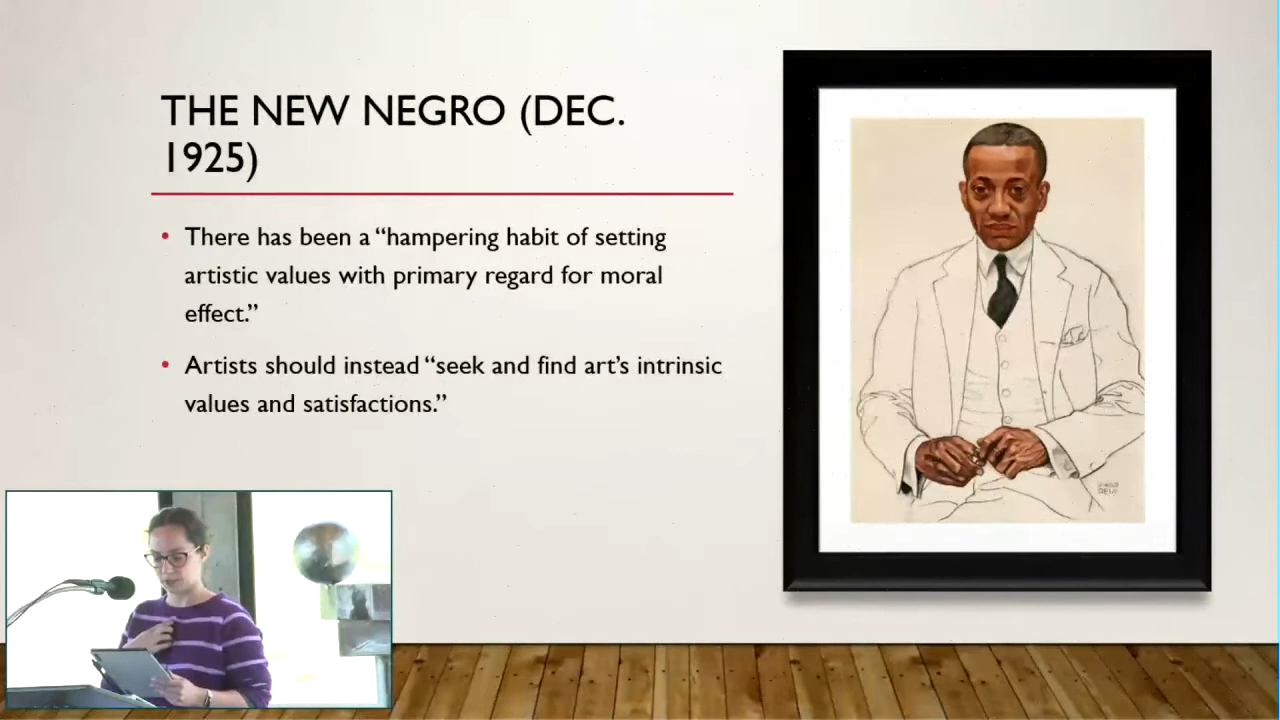 THE NEW NEGRO (DEC.
1925)
• There has been a “hampering habit of setting
artistic values with primary regard for moral
effect.”
• Artists should instead “seek and find art’s intrinsic
values and satisfactions.”